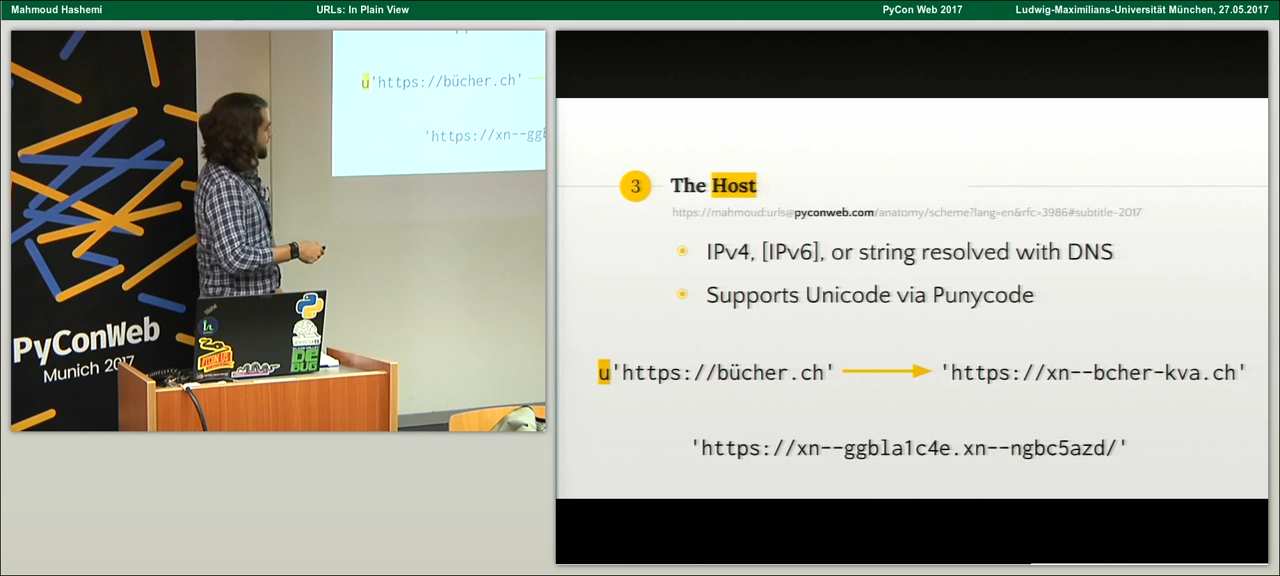 Mahmoud Hashemi
URLs: In Plain View
PyCon Web 2017
Ludwig-Maximilians-Universität München, 27.05.2017
u'https://bücher.ch'
'https://xn--ggb
PyConWeb
Munich 2017
DE
BUG
3
The Host
https://mahmoud:urls@pyconweb.com/anatomy/scheme?lang=en&rfc=3986#subtitle-2017
IPv4, [IPv6], or string resolved with DNS
Supports Unicode via Punycode
u'https://bücher.ch'
'https://xn--bcher-kva.ch'
'https://xn--ggbla1c4e.xn--ngbc5azd/'